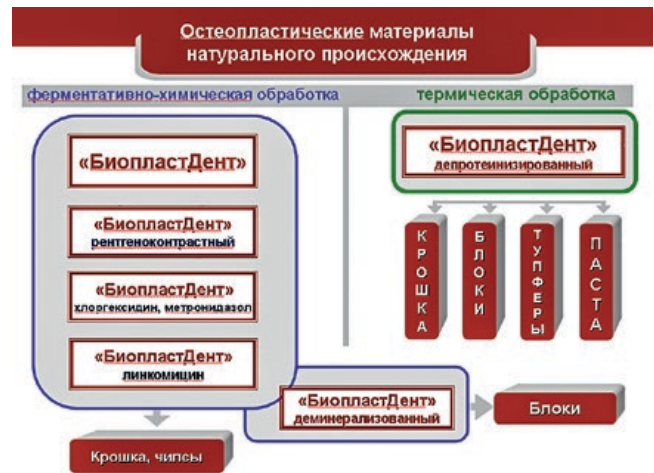 Остеопластические материалы
натурального происхождения
ферментативно-химическая обработка
термическая обработка
«БиопластДент»
«БиопластДент»
рентгеноконтрастный
«БиопластДент»
хлоргексидин, метронидазол
«БиопластДент»
линкомицин
Крошка, чипсы
«БиопластДент»
депротеинизированный
КРОШКА
БЛОКИ
ТУПФЕРЫ
ПАСТА
«БиопластДент»
деминерализованный
Блоки